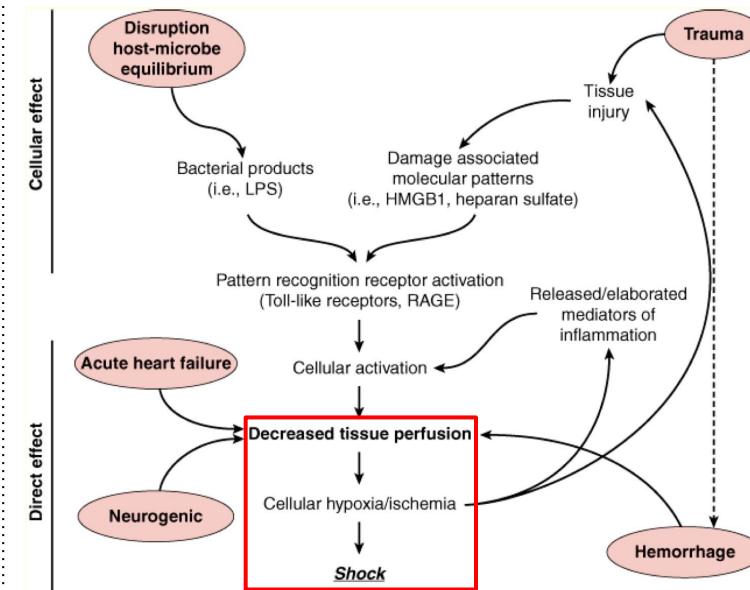 Disruption
host-microbe
equilibrium
Trauma
Cellular effect
Tissue
injury
Bacterial products
(i.e., LPS)
Damage associated
molecular patterns
(i.e., HMGB1, heparan sulfate)
Pattern recognition receptor activation
(Toll-like receptors, RAGE)
Released/elaborated
mediators of
inflammation
Acute heart failure
Cellular activation
Direct effect
Decreased tissue perfusion
Cellular hypoxia/ischemia
Neurogenic
Hemorrhage
Shock